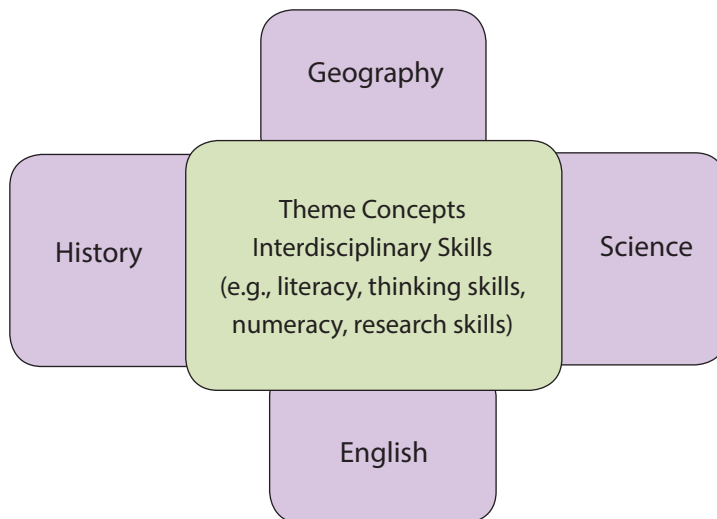 Geography
History
Theme Concepts
Interdisciplinary Skills
(e.g., literacy, thinking skills,
numeracy, research skills)
Science
English